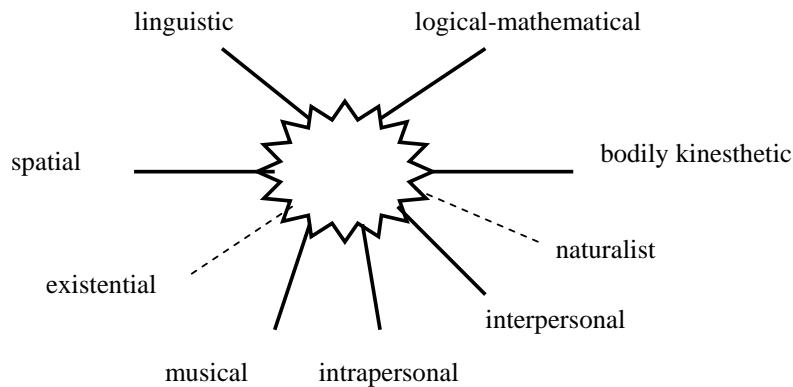 linguistic
logical-mathematical
spatial
bodily kinesthetic
naturalist
existential
interpersonal
musical
intrapersonal